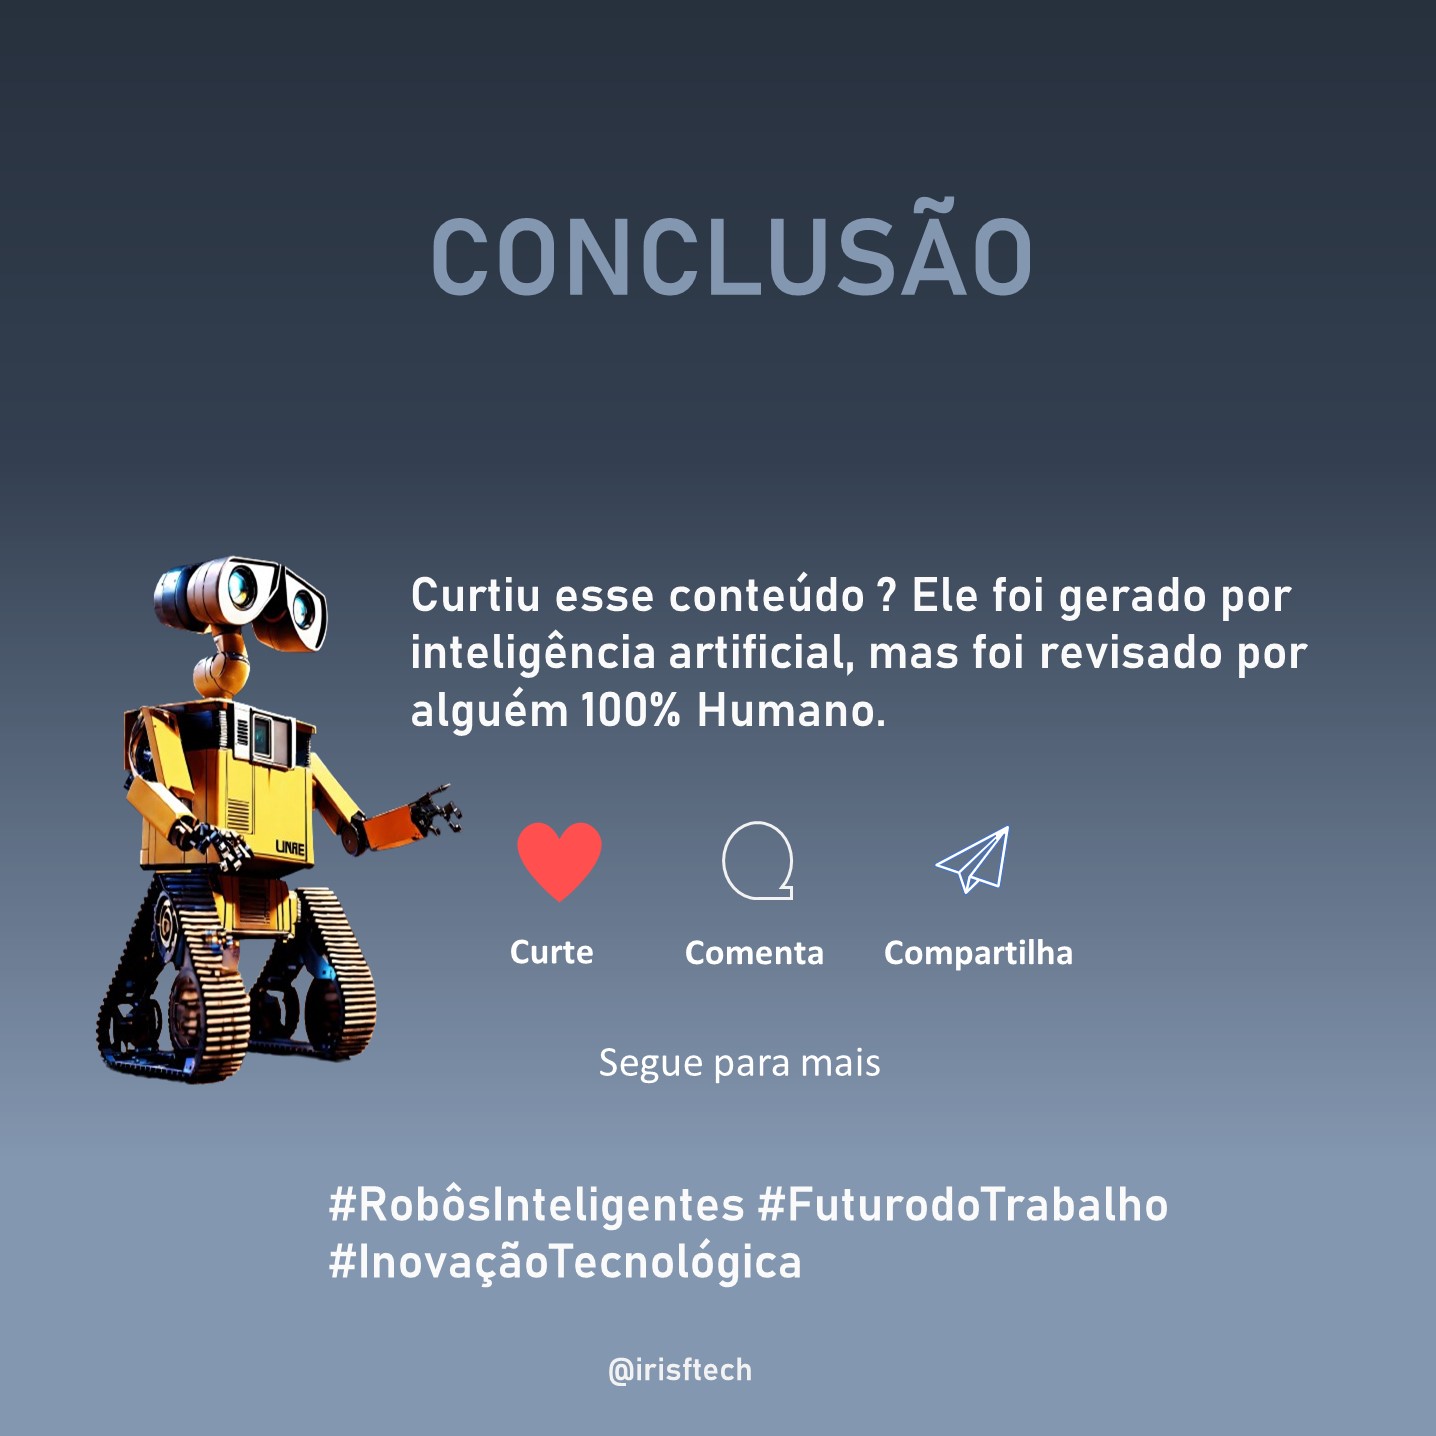 CONCLUSÃO
Curtiu esse conteúdo ? Ele foi gerado por
inteligência artificial, mas foi revisado por
alguém 100% Humano.
LINAE
Curte Comenta Compartilha
Segue para mais
#RobôsInteligentes #FuturodoTrabalho
#InovaçãoTecnológica
@irisftech